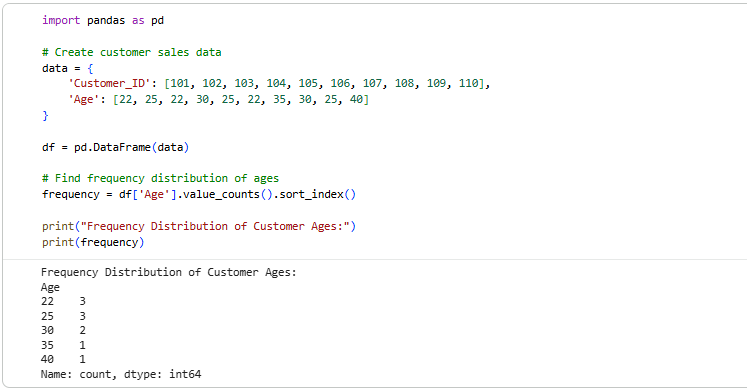 import pandas as pd
# Create customer sales data
data = {
    'Customer_ID': [101, 102, 103, 104, 105, 106, 107, 108, 109, 110],
    'Age': [22, 25, 22, 30, 25, 22, 35, 30, 25, 40]
}
df = pd.DataFrame(data)
# Find frequency distribution of ages
frequency = df['Age'].value_counts().sort_index()
print("Frequency Distribution of Customer Ages:")
print(frequency)
Frequency Distribution of Customer Ages:
Age
22    3
25    3
30    2
35    1
40    1
Name: count, dtype: int64